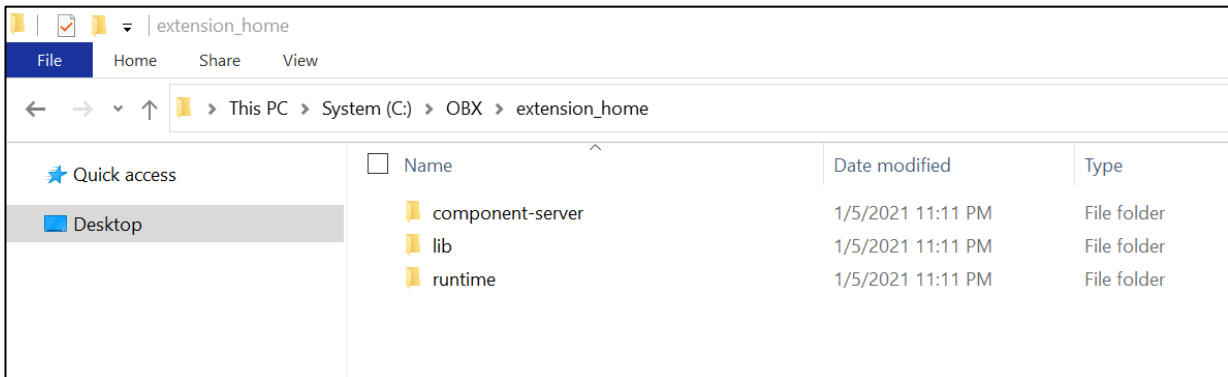 extension_home
File Home Share View
This PC > System (C:) > OBX > extension_home
Quick access
Desktop
Name Date modified Type
component-server 1/5/2021 11:11 PM File folder
lib 1/5/2021 11:11 PM File folder
runtime 1/5/2021 11:11 PM File folder